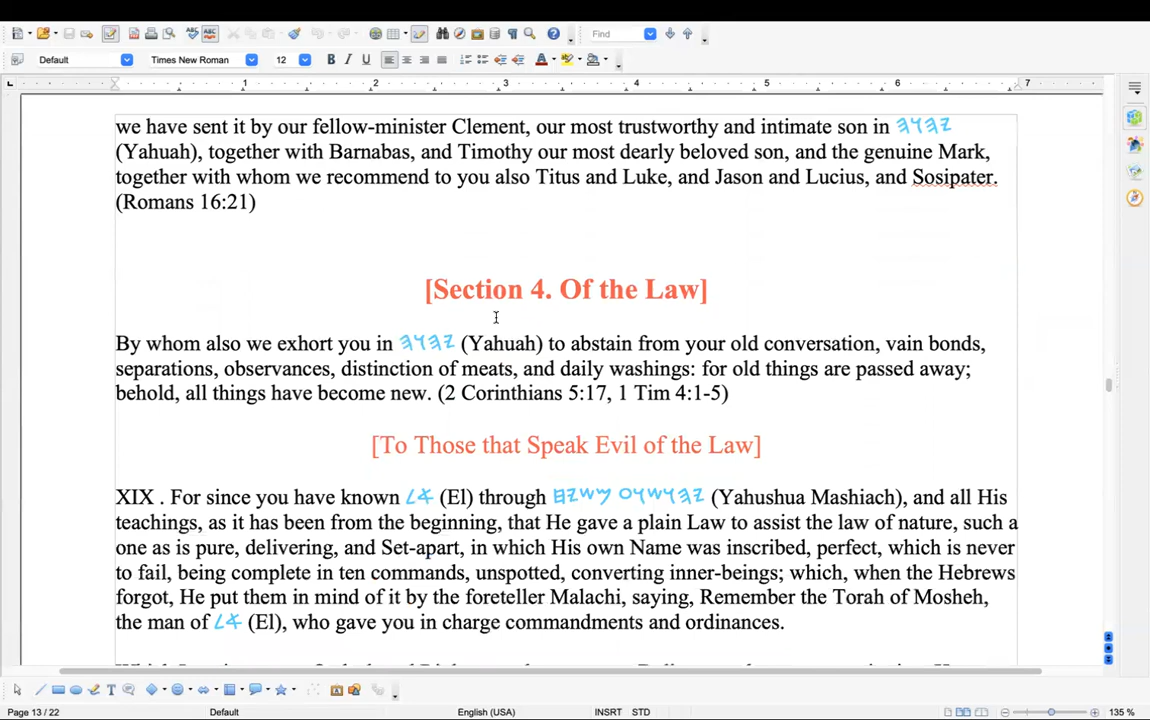 Find
Default
Times New Roman
12
1 2 3 4 5 6 7
we have sent it by our fellow-minister Clement, our most trustworthy and intimate son in 𐤉𐤄𐤅𐤄
(Yahuah), together with Barnabas, and Timothy our most dearly beloved son, and the genuine Mark,
together with whom we recommend to you also Titus and Luke, and Jason and Lucius, and Sosipater.
(Romans 16:21)
[Section 4. Of the Law]
By whom also we exhort you in 𐤉𐤄𐤅𐤄 (Yahuah) to abstain from your old conversation, vain bonds,
separations, observances, distinction of meats, and daily washings: for old things are passed away;
behold, all things have become new. (2 Corinthians 5:17, 1 Tim 4:1-5)
[To Those that Speak Evil of the Law]
XIX . For since you have known 𐤀𐤋 (El) through 𐤉𐤄𐤅𐤔𐤅𐤏 𐤌𐤔𐤉𐤇 (Yahushua Mashiach), and all His
teachings, as it has been from the beginning, that He gave a plain Law to assist the law of nature, such a
one as is pure, delivering, and Set-apart, in which His own Name was inscribed, perfect, which is never
to fail, being complete in ten commands, unspotted, converting inner-beings; which, when the Hebrews
forgot, He put them in mind of it by the foreteller Malachi, saying, Remember the Torah of Mosheh,
the man of 𐤀𐤋 (El), who gave you in charge commandments and ordinances.
Page 13 / 22
Default
English (USA)
INSRT
STD
135 %